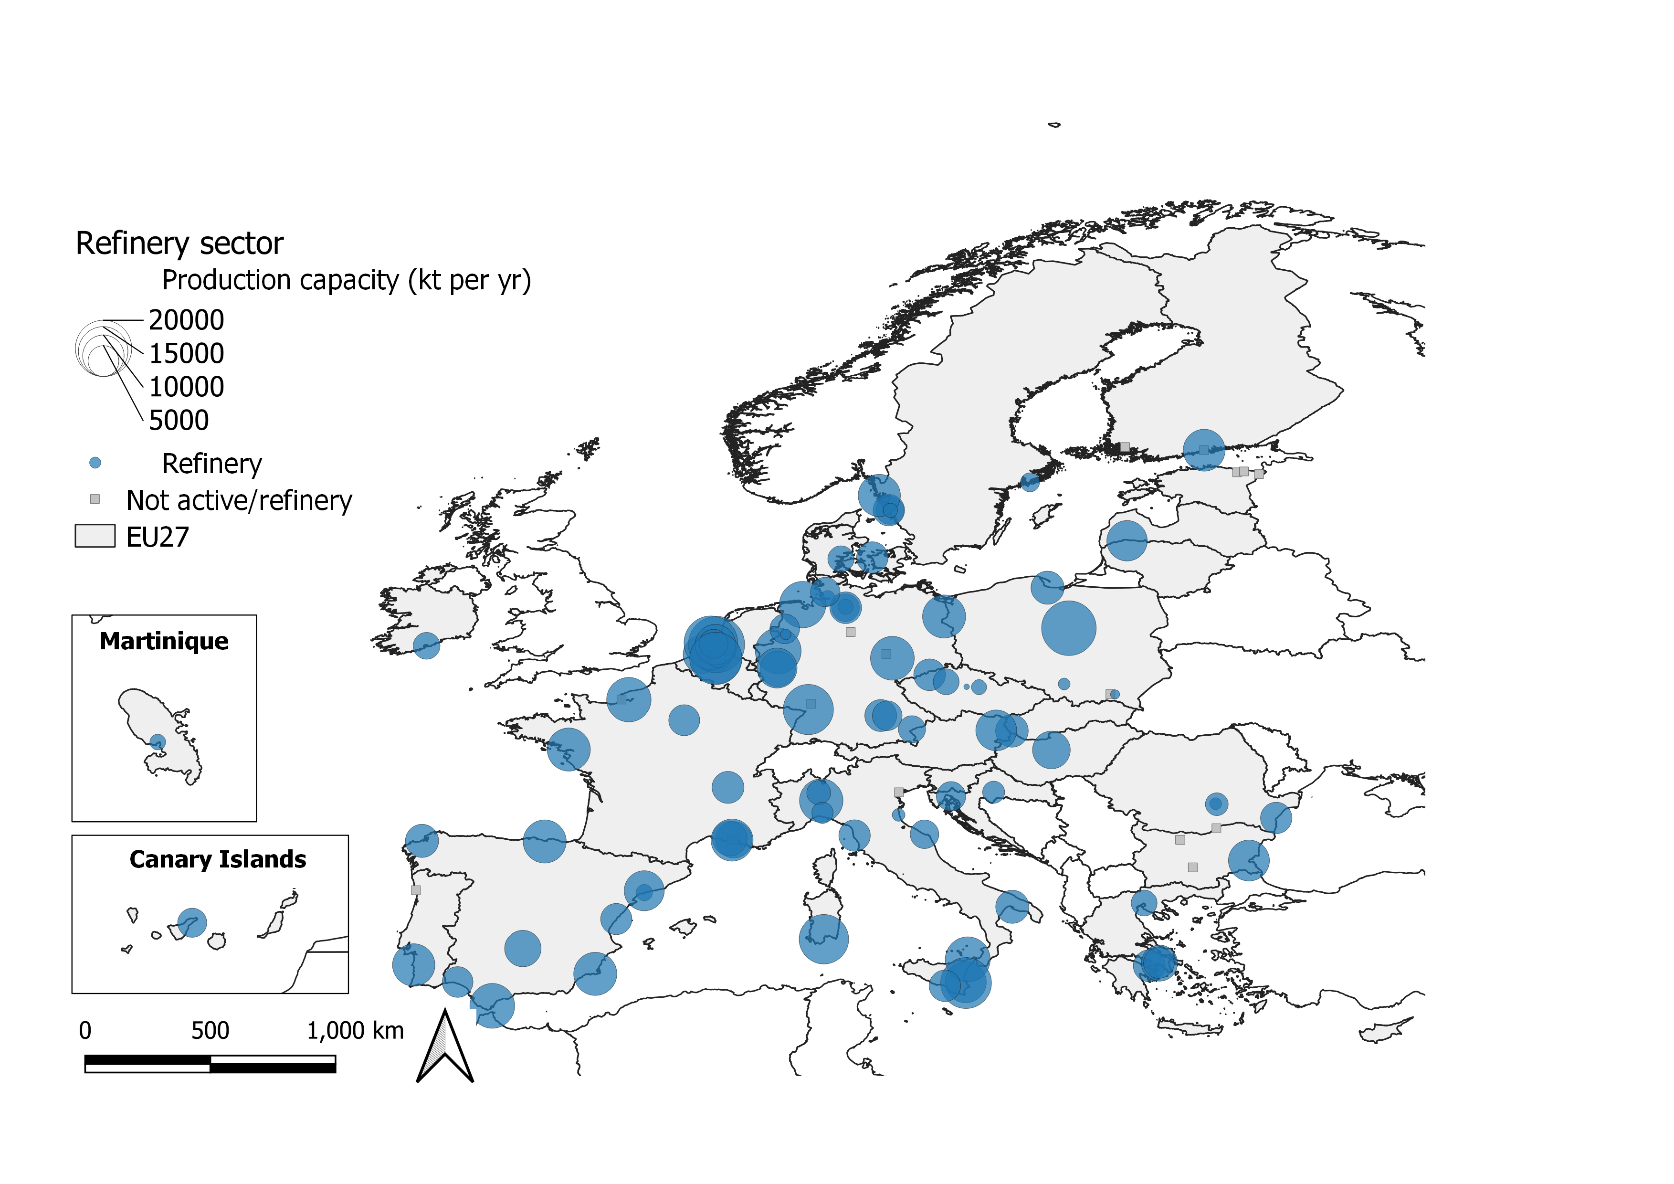 Refinery sector
Production capacity (kt per yr)
20000
15000
10000
5000
Refinery
Not active/refinery
EU27
Martinique
Canary Islands
0 500 1,000 km